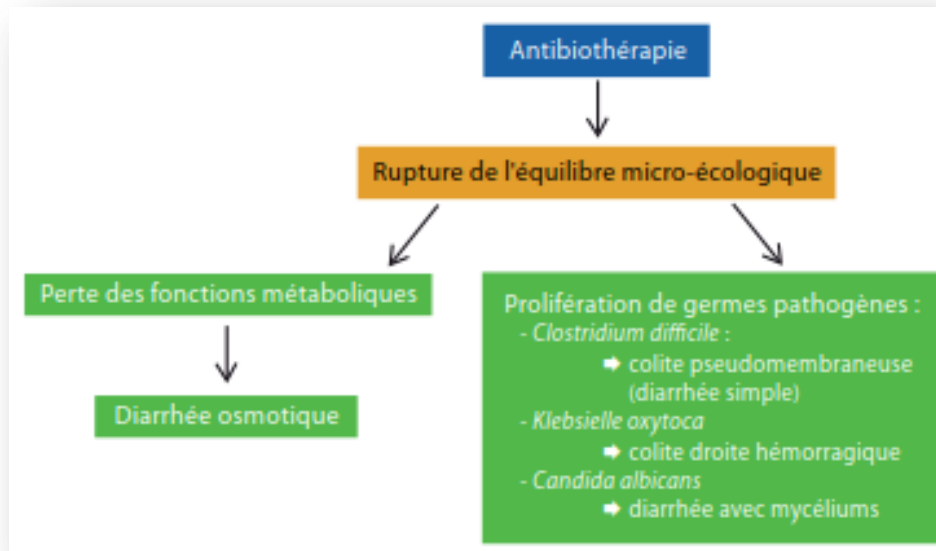 Antibiothérapie
Rupture de l'équilibre micro-écologique
Perte des fonctions métaboliques
Diarrhée osmotique
Prolifération de germes pathogènes :
- Clostridium difficile :
➡ colite pseudomembraneuse
(diarrhée simple)
- Klebsielle oxytoca
➡ colite droite hémorragique
- Candida albicans
➡ diarrhée avec mycéliums